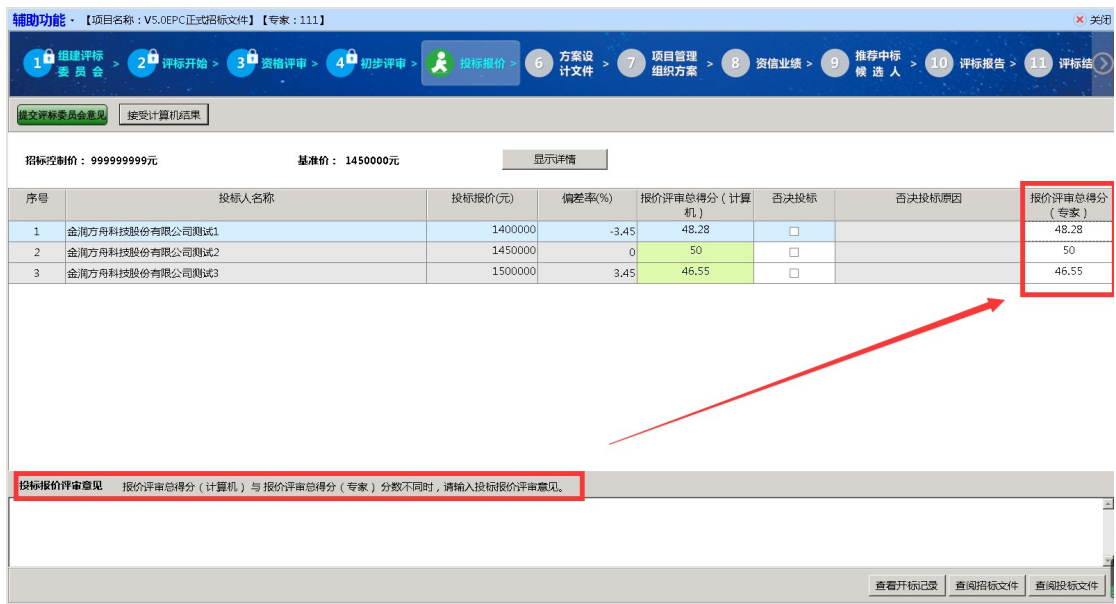 辅助功能 - 【项目名称：V5.0EPC正式招标文件】【专家：111】 关闭
1 组建评标委员会 > 2 评标开始 > 3 资格评审 > 4 初步评审 > 投标报价 > 6 方案设计文件 > 7 项目管理组织方案 > 8 资信业绩 > 9 推荐中标候选人 > 10 评标报告 > 11 评标结
提交评标委员会意见 接受计算机结果
招标控制价：999999999元 基准价：1450000元 显示详情
序号 投标人名称 投标报价(元) 偏差率(%) 报价评审总得分（计算机） 否决投标 否决投标原因 报价评审总得分（专家）
1 金润方舟科技股份有限公司测试1 1400000 -3.45 48.28 48.28
2 金润方舟科技股份有限公司测试2 1450000 0 50 50
3 金润方舟科技股份有限公司测试3 1500000 3.45 46.55 46.55
投标报价评审意见 报价评审总得分（计算机）与报价评审总得分（专家）分数不同时，请输入投标报价评审意见。
查看开标记录 查阅招标文件 查阅投标文件